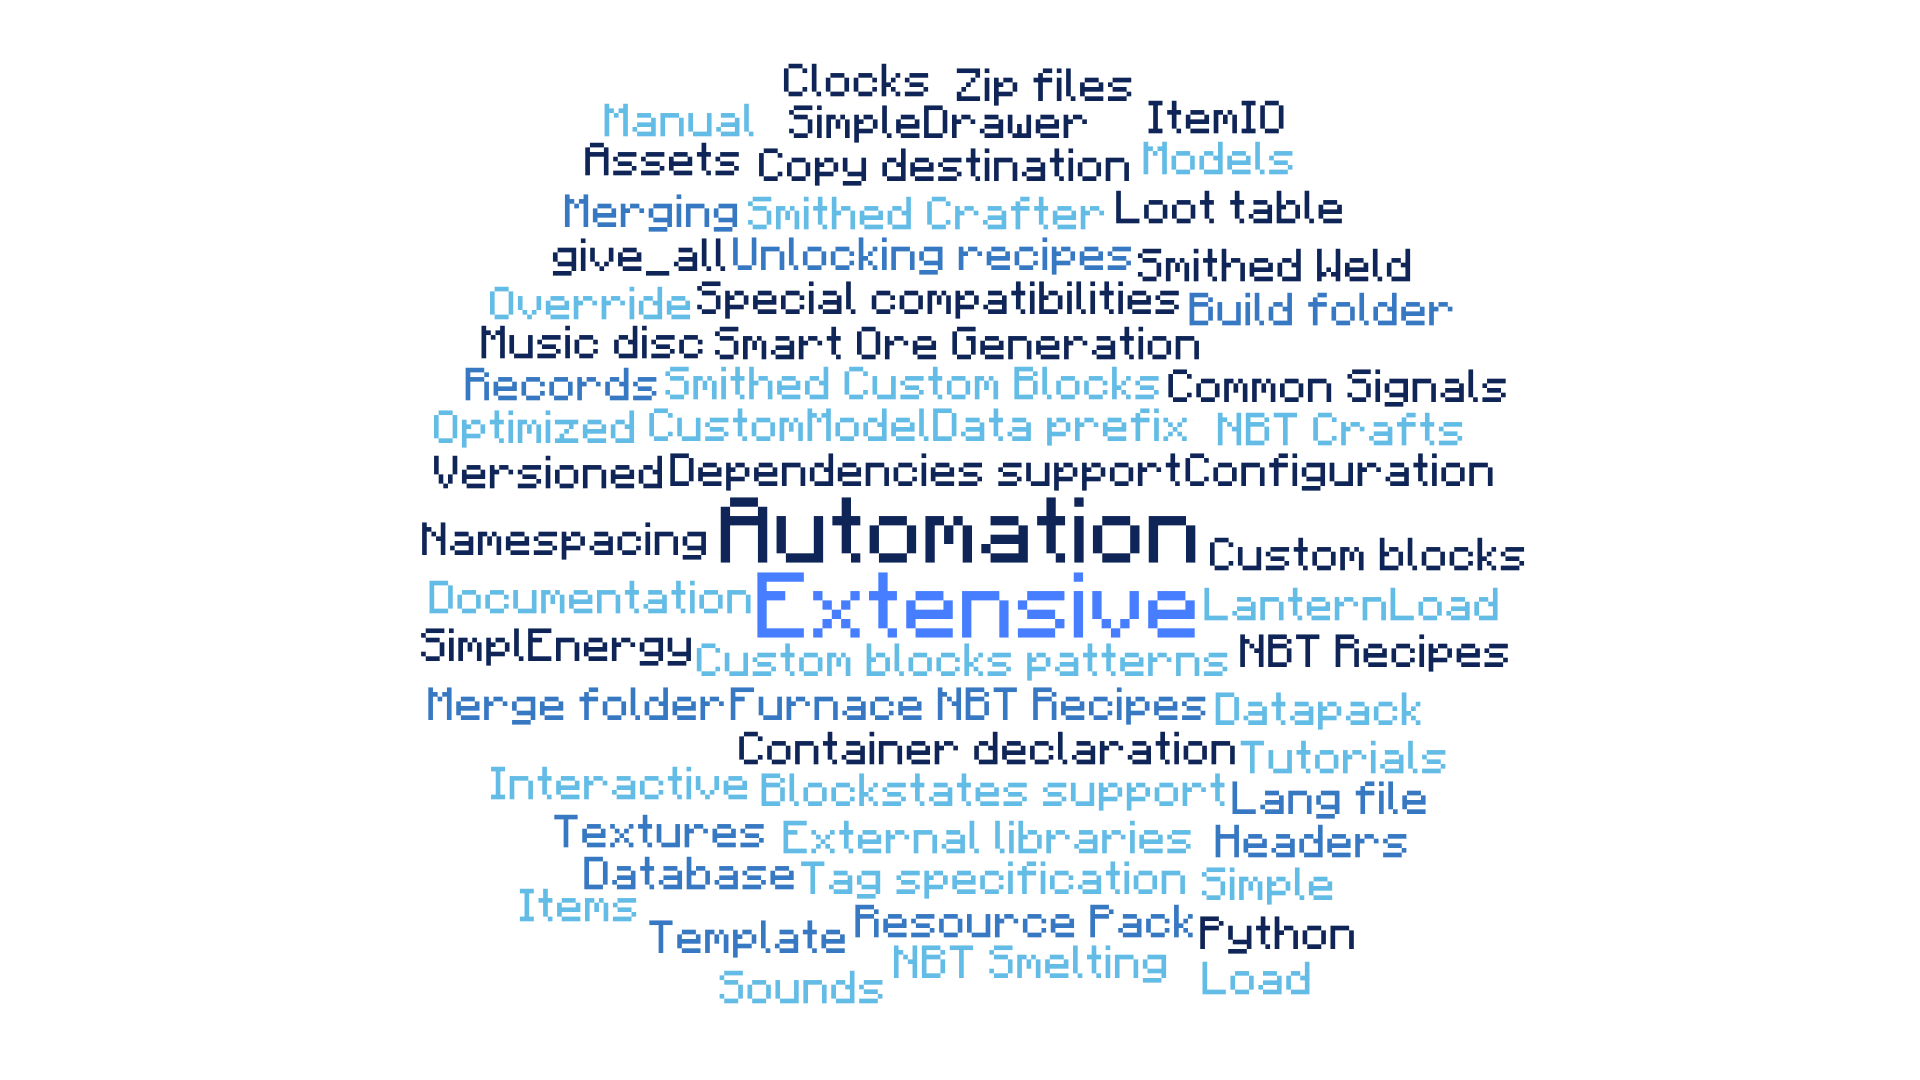 Clocks Zip files
Manual SimpleDrawer ItemIO
Assets Copy destination Models
Merging Smithed Crafter Loot table
give_all Unlocking recipes Smithed Weld
Override Special compatibilities Build folder
Music disc Smart Ore Generation
Records Smithed Custom Blocks Common Signals
Optimized CustomModelData prefix NBT Crafts
Versioned Dependencies support Configuration
Namespacing Automation Custom blocks
Documentation Extensive LanternLoad
SimplEnergy Custom blocks patterns NBT Recipes
Merge folder Furnace NBT Recipes Datapack
Container declaration Tutorials
Interactive Blockstates support Lang file
Textures External libraries Headers
Database Tag specification Simple
Items Template Resource Pack Python
Sounds NBT Smelting Load